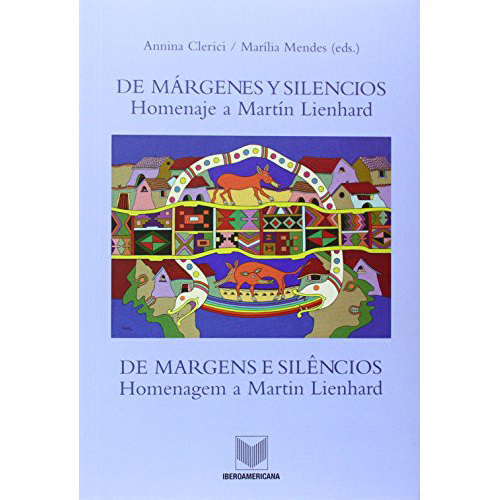 Annina Clerici / Marília Mendes (eds.)
DE MÁRGENES Y SILENCIOS
Homenaje a Martín Lienhard
DE MARGENS E SILÊNCIOS
Homenagem a Martin Lienhard
IBEROAMERICANA